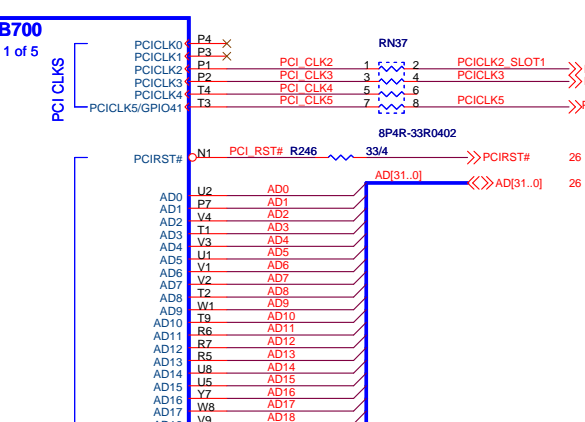 B700
1 of 5
PCI CLKS
PCICLK0 P4
PCICLK1 P3
PCICLK2 P1 PCI_CLK2 1 2 PCICLK2_SLOT1
PCICLK3 P2 PCI_CLK3 3 4 PCICLK3
PCICLK4 T4 PCI_CLK4 5 6
PCICLK5/GPIO41 T3 PCI_CLK5 7 8 PCICLK5
RN37
8P4R-33R0402
PCIRST# N1 PCI_RST# R246 33/4 PCIRST# 26
AD[31..0] AD[31..0] 26
AD0 U2 AD0
AD1 P7 AD1
AD2 V4 AD2
AD3 T1 AD3
AD4 V3 AD4
AD5 U1 AD5
AD6 V1 AD6
AD7 V2 AD7
AD8 T2 AD8
AD9 W1 AD9
AD10 T9 AD10
AD11 R6 AD11
AD12 R7 AD12
AD13 R5 AD13
AD14 U8 AD14
AD15 U5 AD15
AD16 Y7 AD16
AD17 W8 AD17
V9 AD18